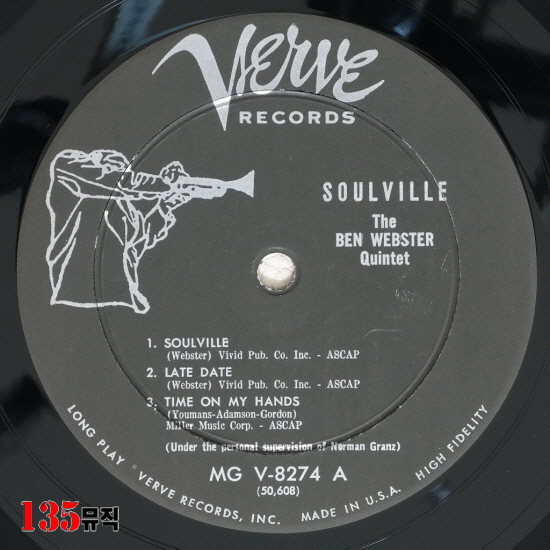 Verve
RECORDS
SOULVILLE
The
BEN WEBSTER
Quintet
1. SOULVILLE
(Webster) Vivid Pub. Co. Inc. - ASCAP
2. LATE DATE
(Webster) Vivid Pub. Co. Inc. - ASCAP
3. TIME ON MY HANDS
(Youmans-Adamson-Gordon)
Miller Music Corp. - ASCAP
(Under the personal supervision of Norman Granz)
MG V-8274 A
(50,608)
LONG PLAY • VERVE RECORDS, INC. MADE IN U.S.A. HIGH FIDELITY
135뮤직